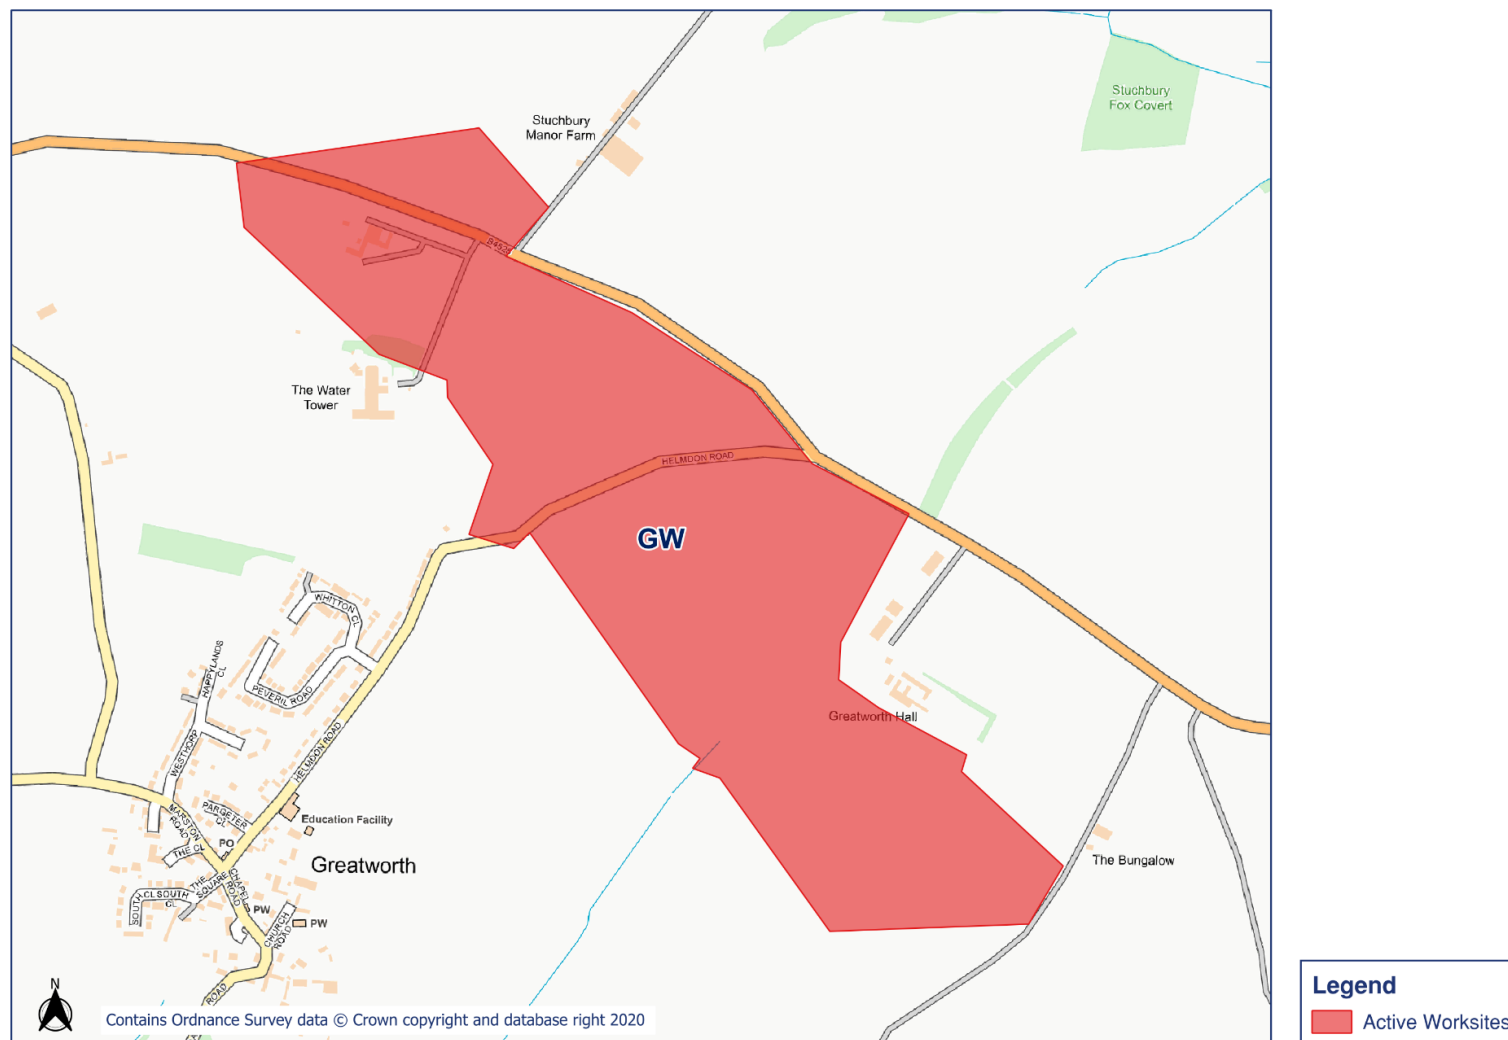 Stuchbury
Fox Covert
Stuchbury
Manor Farm
The Water
Tower
HELMDON ROAD
GW
WHITTON CL
HAPPYLANDS
CL
PEVERIL ROAD
Greatworth Hall
WESTHORP
HELMDON ROAD
PARGETER
CL
MARSTON
ROAD
Education Facility
THE CL
PO
Greatworth
The Bungalow
THE
SQUARE
CHAPEL
ROAD
SOUTH CL
SOUTH
CL
PW
PW
CHURCH
ROAD
ROAD
N
Contains Ordnance Survey data © Crown copyright and database right 2020
Legend
Active Worksites